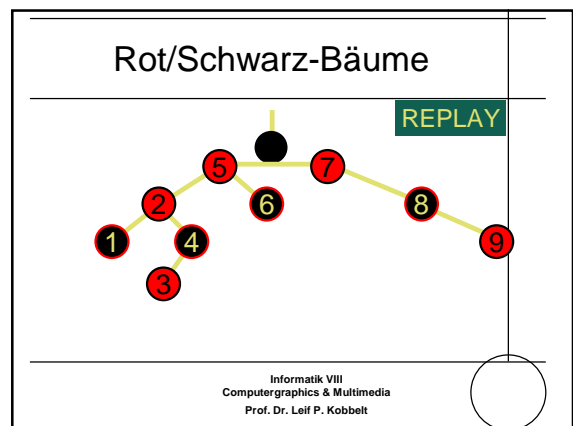 Rot/Schwarz-Bäume
REPLAY
5 7
2 6 8
1 4 9
3
Informatik VIII
Computergraphics & Multimedia
Prof. Dr. Leif P. Kobbelt